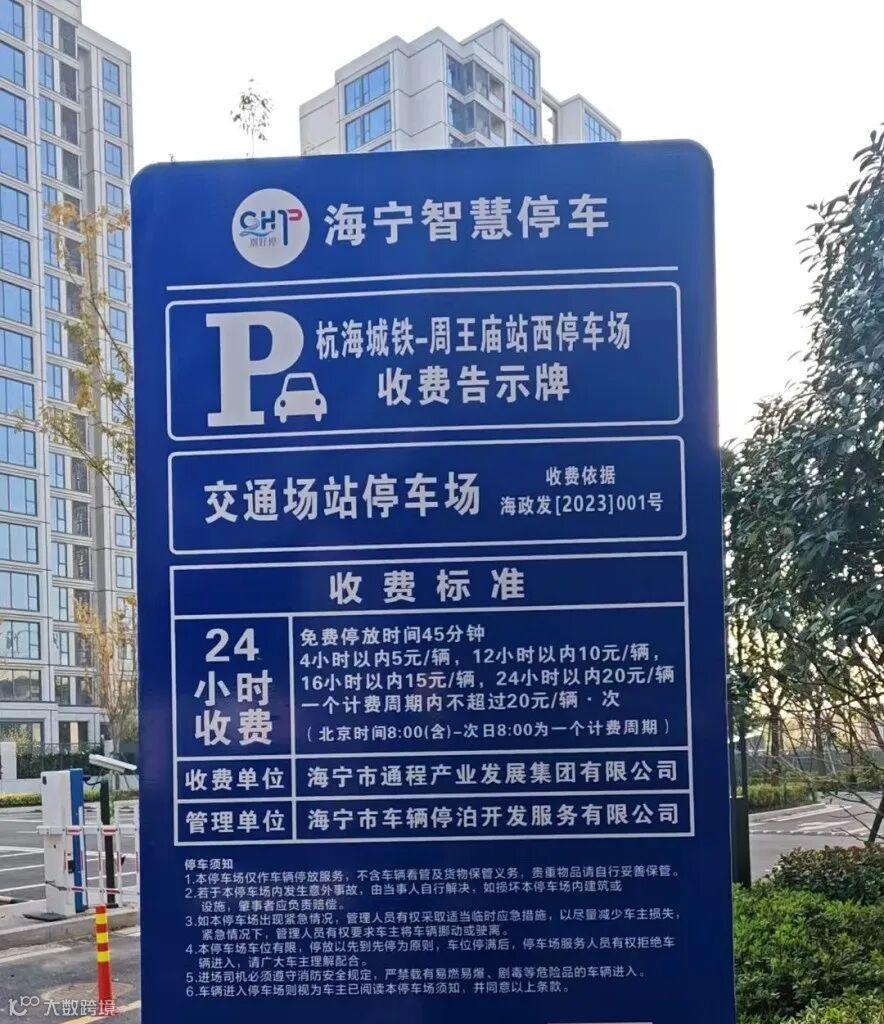 CHTP
潮好停
海宁智慧停车
P
杭海城铁-周王庙站西停车场
收费告示牌
交通场站停车场
收费依据
海政发[2023]001号
收费标准
24
小时
收费
免费停放时间45分钟
4小时以内5元/辆，12小时以内10元/辆，
16小时以内15元/辆，24小时以内20元/辆
一个计费周期内不超过20元/辆·次
（北京时间8:00(含)-次日8:00为一个计费周期）
收费单位
海宁市通程产业发展集团有限公司
管理单位
海宁市车辆停泊开发服务有限公司
停车须知
1.本停车场仅作车辆停放服务，不含车辆看管及货物保管义务，贵重物品请自行妥善保管。
2.若于本停车场内发生意外事故，由当事人自行解决，如损坏本停车场内建筑或
设施，肇事者应负责赔偿。
3.如本停车场出现紧急情况，管理人员有权采取适当临时应急措施，以尽量减少车主损失，
紧急情况下，管理人员有权要求车主将车辆挪动或驶离。
4.本停车场车位有限，停放以先到先停为原则，车位停满后，停车场服务人员有权拒绝车
辆进入，请广大车主理解配合。
5.进场司机必须遵守消防安全规定，严禁载有易燃易爆、剧毒等危险品的车辆进入。
6.车辆进入停车场则视为车主已阅读本停车场须知，并同意以上条款。
大数跨境